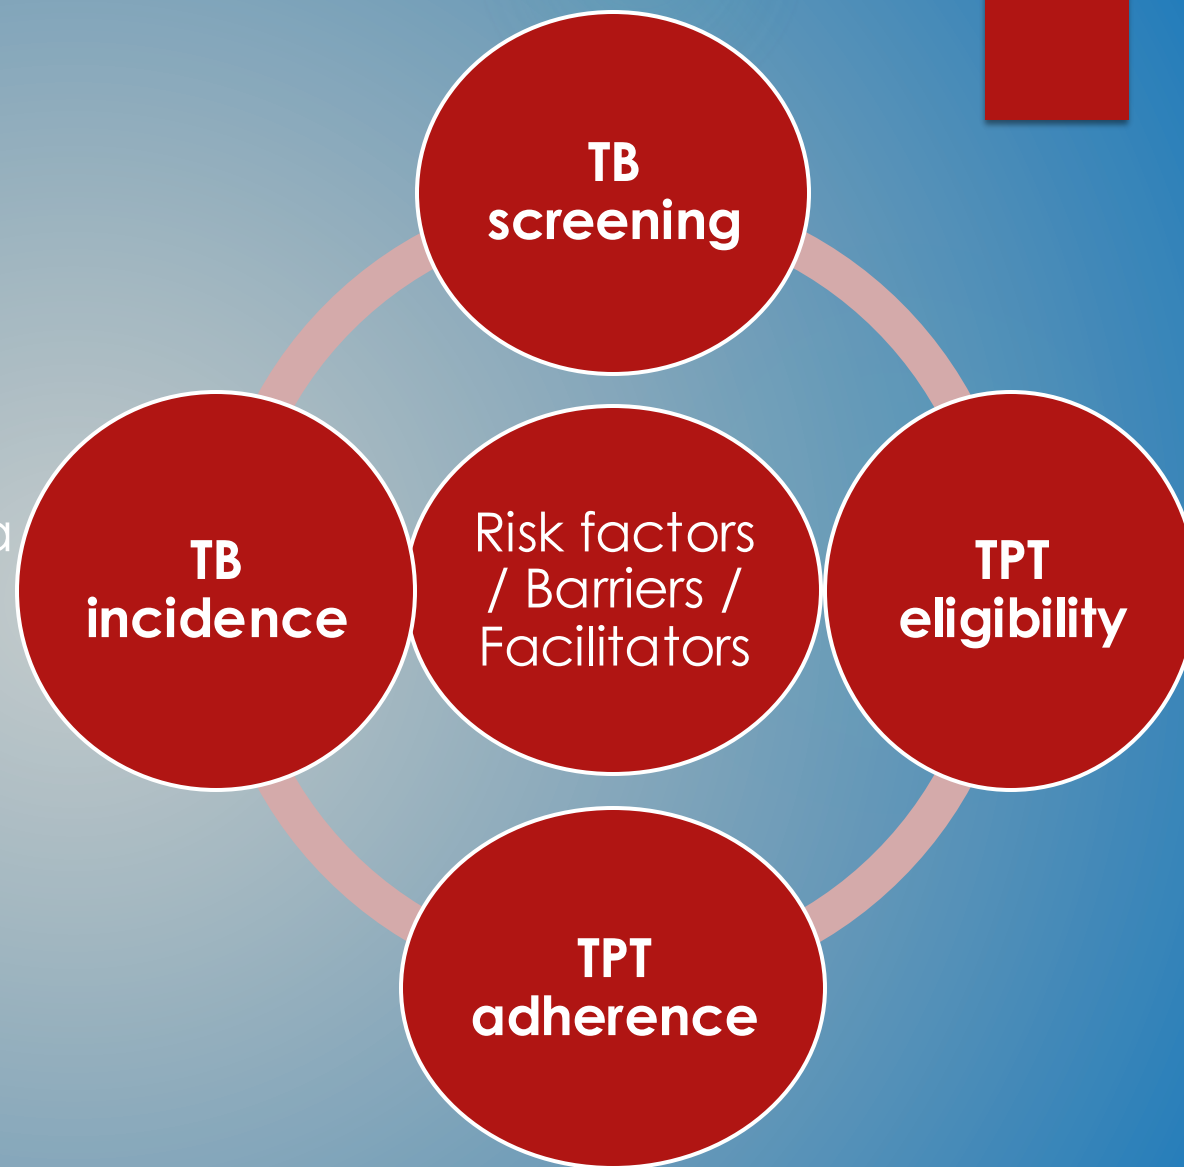 TB
screening
a
TB
incidence
Risk factors
/ Barriers /
Facilitators
TPT
eligibility
TPT
adherence